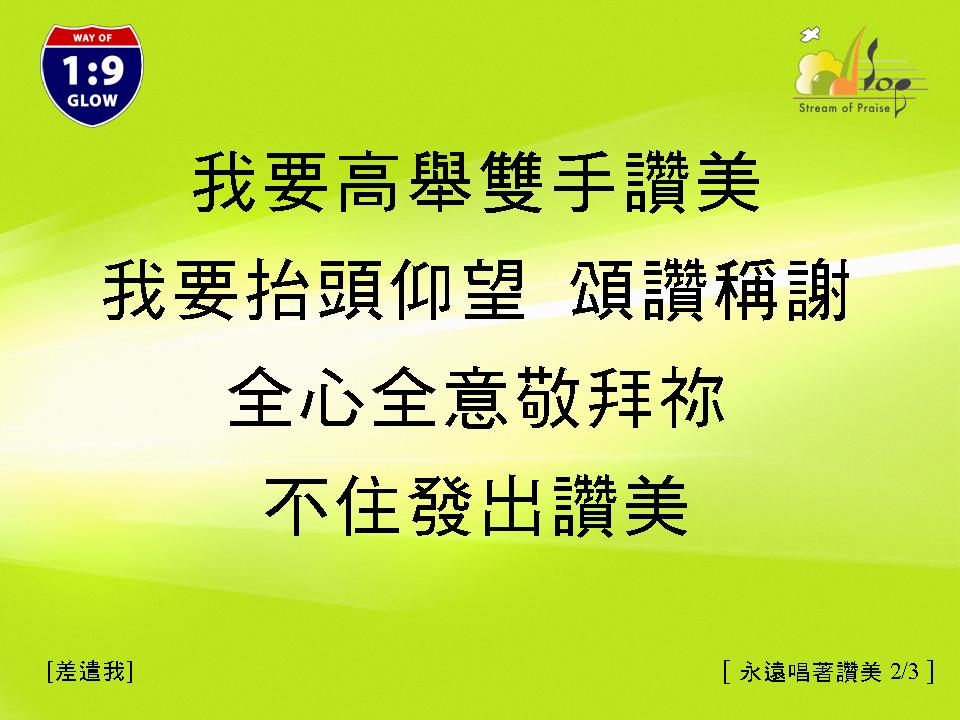 WAY OF
1:9
GLOW
Sop
Stream of Praise
我要高舉雙手讚美
我要抬頭仰望 頌讚稱謝
全心全意敬拜祢
不住發出讚美
[差遣我]
[ 永遠唱著讚美 2/3 ]